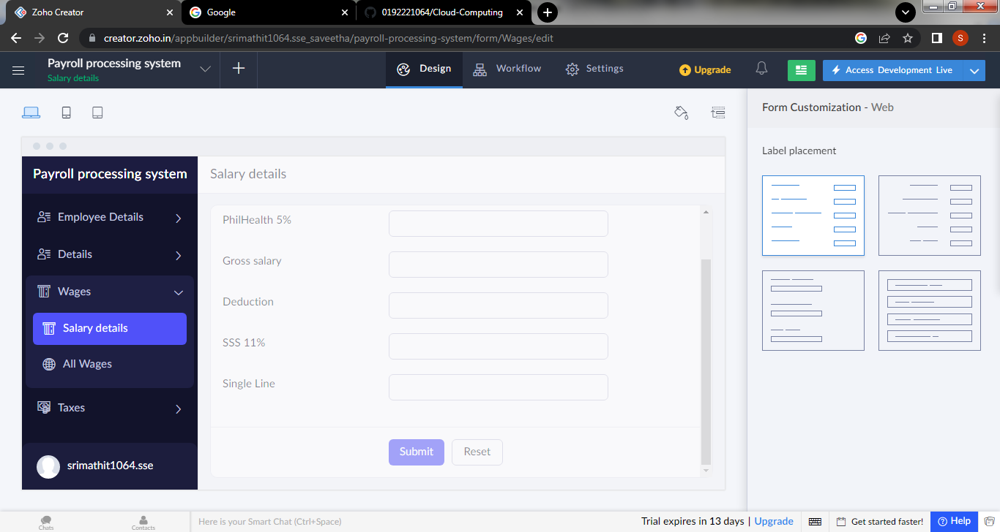 Zoho Creator
Google
0192221064/Cloud-Computing
creator.zoho.in/appbuilder/srimathit1064.sse_saveetha/payroll-processing-system/form/Wages/edit
S
Payroll processing system
Salary details
Design
Workflow
Settings
Upgrade
Access Development Live
Form Customization - Web
Label placement
Payroll processing system
Employee Details
Details
Wages
Salary details
All Wages
Taxes
srimathit1064.sse
Salary details
PhilHealth 5%
Gross salary
Deduction
SSS 11%
Single Line
Submit
Reset
Chats
Contacts
Here is your Smart Chat (Ctrl+Space)
Trial expires in 13 days | Upgrade
Get started faster!
Help